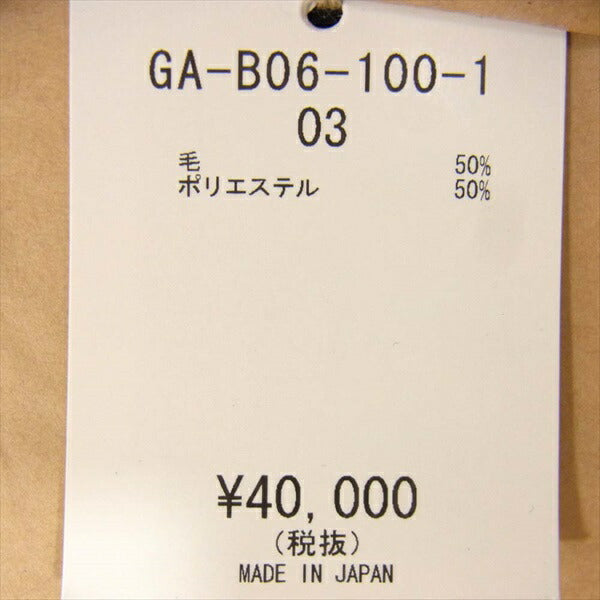 GA-B06-100-1
03
毛 50%
ポリエステル 50%
¥40,000
(税抜)
MADE IN JAPAN